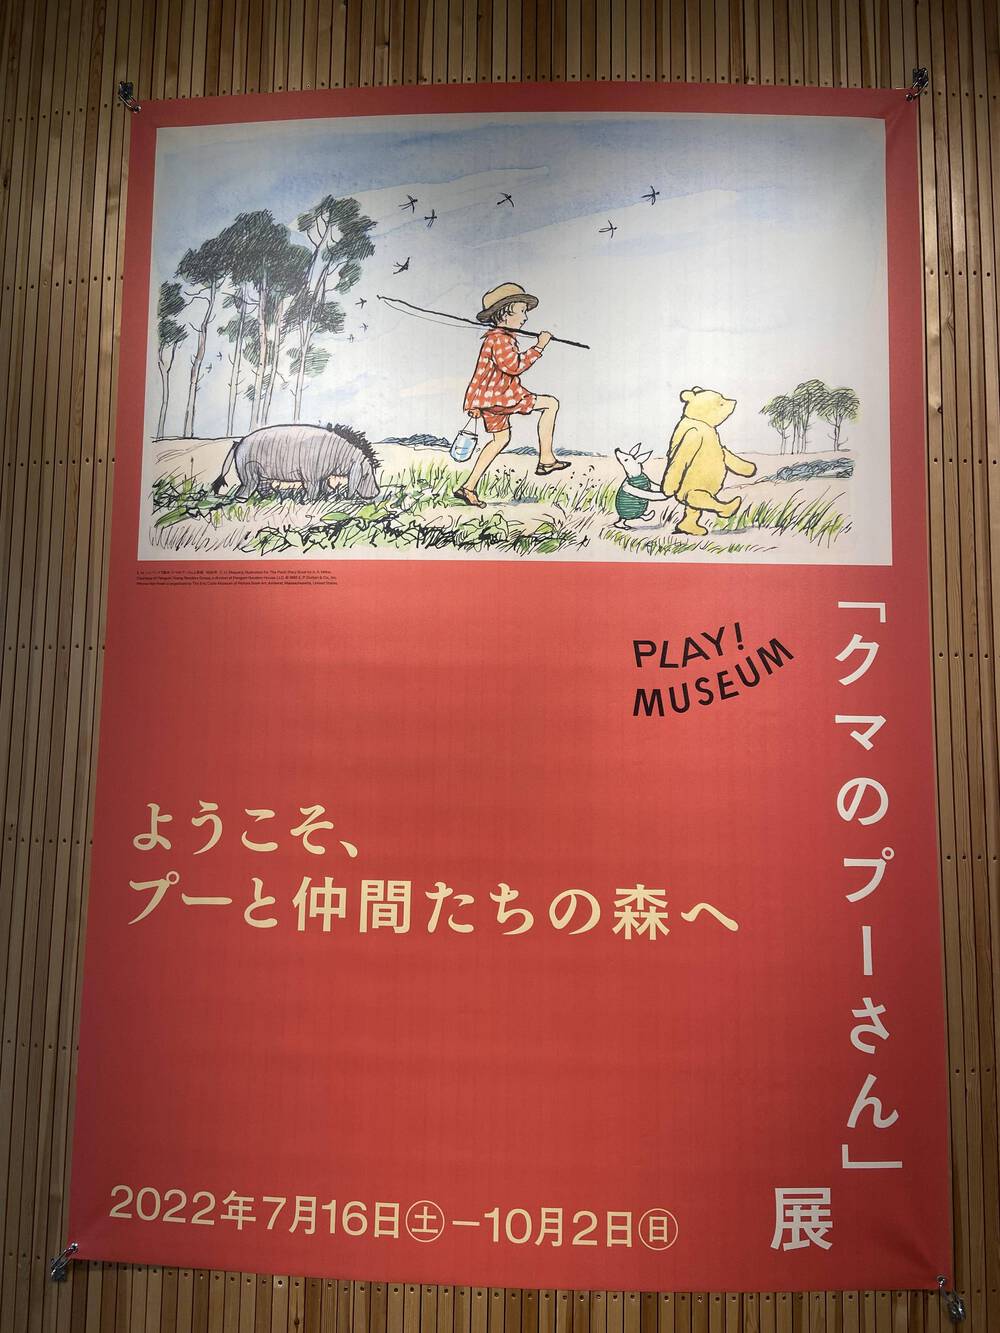 PLAY!
MUSEUM
「クマのプーさん」展
ようこそ、
プーと仲間たちの森へ
2022年7月16日㊏―10月2日㊐